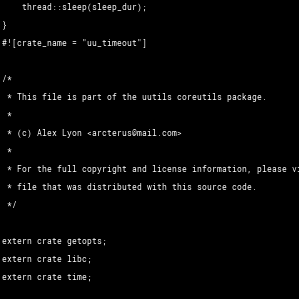 thread::sleep(sleep_dur);
}
#![crate_name = "uu_timeout"]
/*
* This file is part of the uutils coreutils package.
*
* (c) Alex Lyon <arcterus@mail.com>
*
* For the full copyright and license information, please
* file that was distributed with this source code.
*/
extern crate getopts;
extern crate libc;
extern crate time;